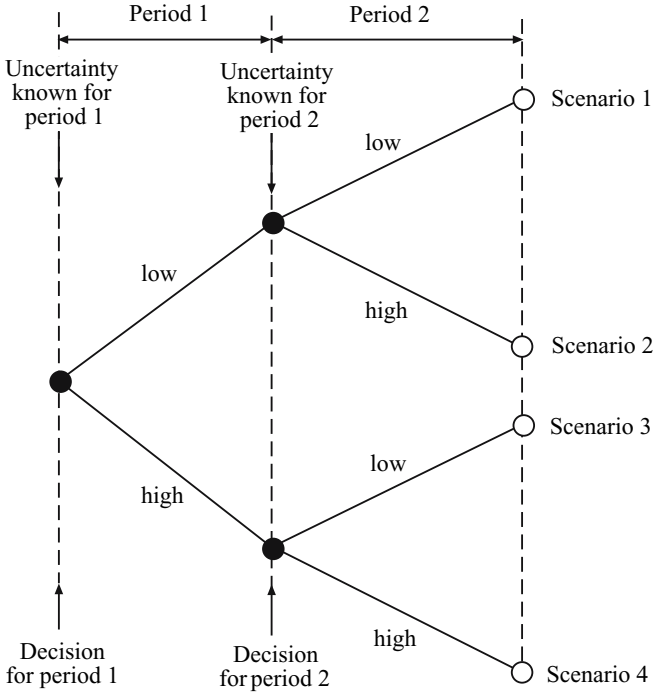 Period 1
Period 2
Uncertainty
known for
period 1
Uncertainty
known for
period 2
Scenario 1
low
low
high
Scenario 2
Scenario 3
low
high
high
Decision
for period 1
Decision
for period 2
Scenario 4